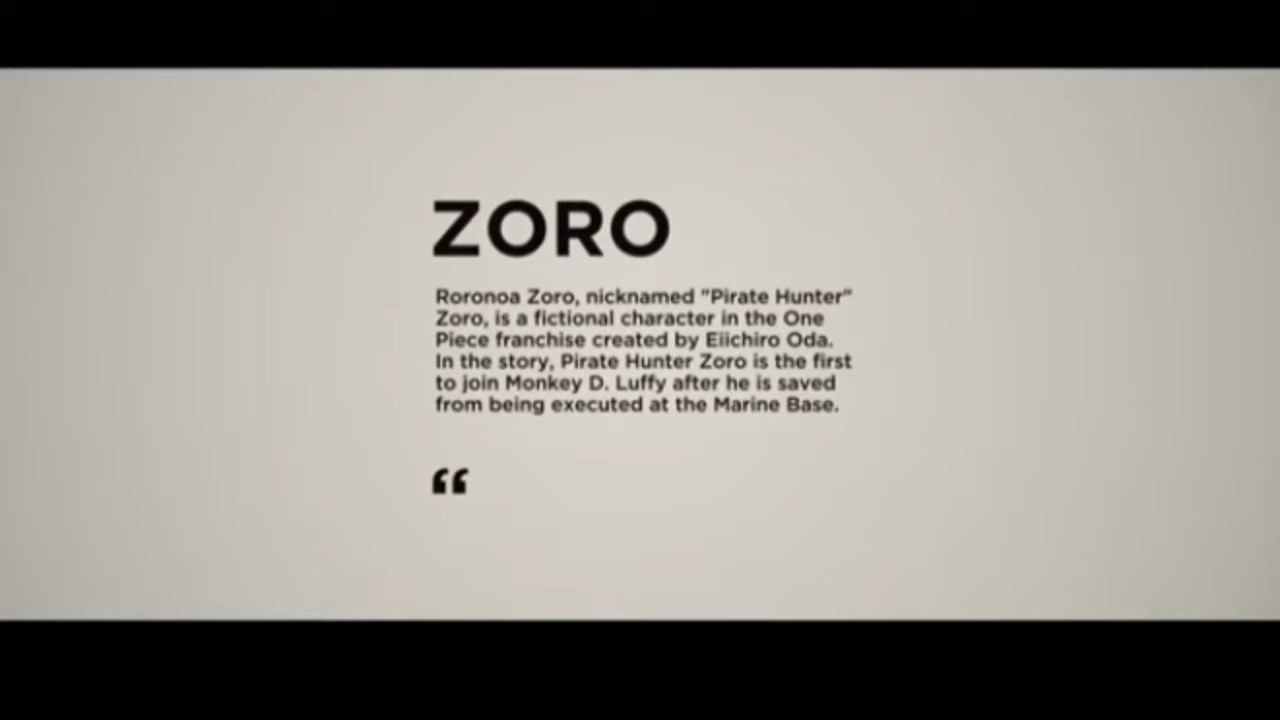 ZORO
Roronoa Zoro, nicknamed "Pirate Hunter"
Zoro, is a fictional character in the One
Piece franchise created by Eiichiro Oda.
In the story, Pirate Hunter Zoro is the first
to join Monkey D. Luffy after he is saved
from being executed at the Marine Base.
“